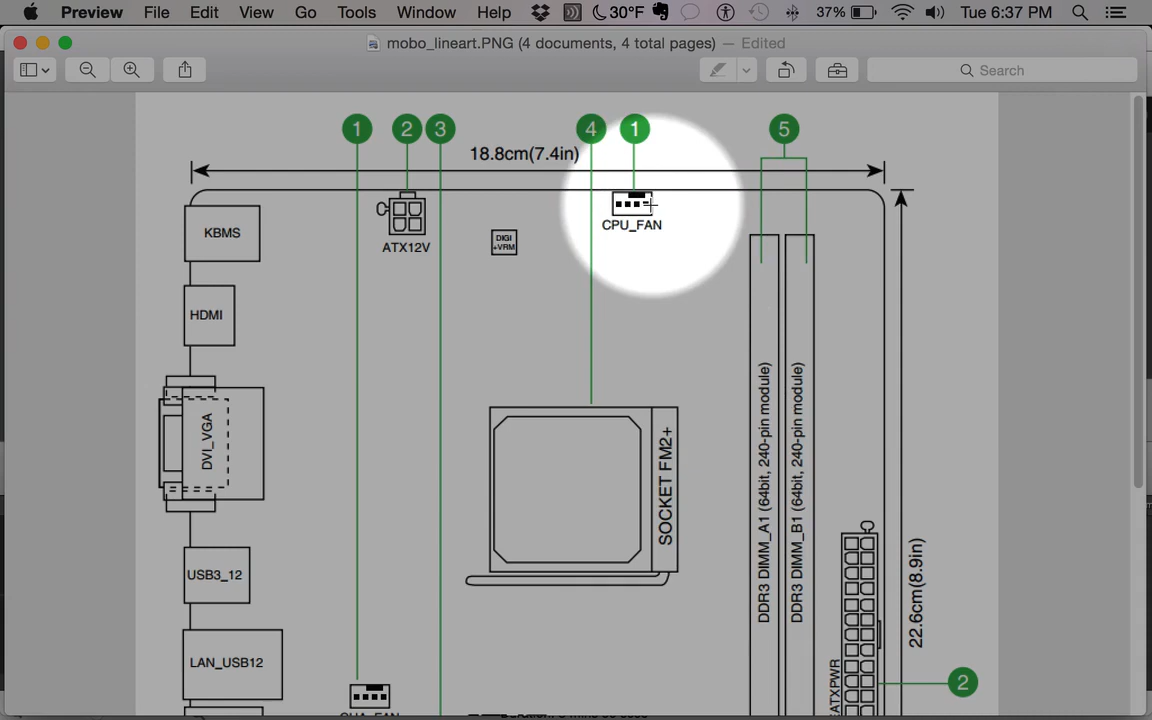 Preview File Edit View Go Tools Window Help 30°F 37% Tue 6:37 PM
mobo_lineart.PNG (4 documents, 4 total pages) — Edited
Search
1 2 3 4 1 5
18.8cm(7.4in)
KBMS
ATX12V
DIGI
+VRM
CPU_FAN
HDMI
DVI_VGA
SOCKET FM2+
DDR3 DIMM_A1 (64bit, 240-pin module)
DDR3 DIMM_B1 (64bit, 240-pin module)
22.6cm(8.9in)
USB3_12
LAN_USB12
EATXPWR
2